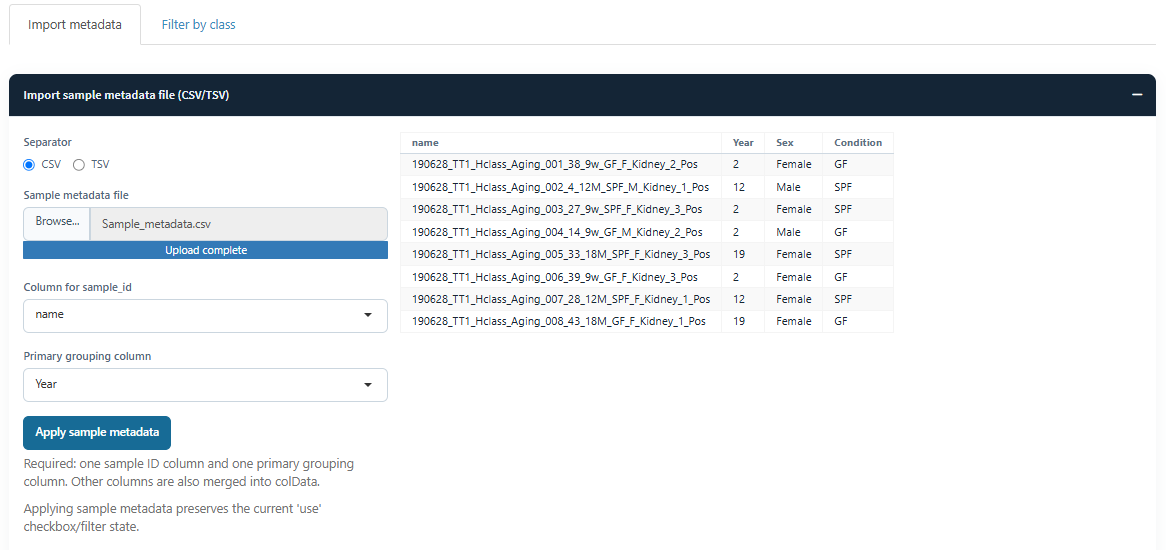 Import metadata
Filter by class
Import sample metadata file (CSV/TSV)
Separator
CSV TSV
Sample metadata file
Browse... Sample_metadata.csv
Upload complete
Column for sample_id
name
Primary grouping column
Year
Apply sample metadata
Required: one sample ID column and one primary grouping
column. Other columns are also merged into colData.
Applying sample metadata preserves the current 'use'
checkbox/filter state.
name Year Sex Condition
190628_TT1_Hclass_Aging_001_38_9w_GF_F_Kidney_2_Pos 2 Female GF
190628_TT1_Hclass_Aging_002_4_12M_SPF_M_Kidney_1_Pos 12 Male SPF
190628_TT1_Hclass_Aging_003_27_9w_SPF_F_Kidney_3_Pos 2 Female SPF
190628_TT1_Hclass_Aging_004_14_9w_GF_M_Kidney_2_Pos 2 Male GF
190628_TT1_Hclass_Aging_005_33_18M_SPF_F_Kidney_3_Pos 19 Female SPF
190628_TT1_Hclass_Aging_006_39_9w_GF_F_Kidney_3_Pos 2 Female GF
190628_TT1_Hclass_Aging_007_28_12M_SPF_F_Kidney_1_Pos 12 Female SPF
190628_TT1_Hclass_Aging_008_43_18M_GF_F_Kidney_1_Pos 19 Female GF